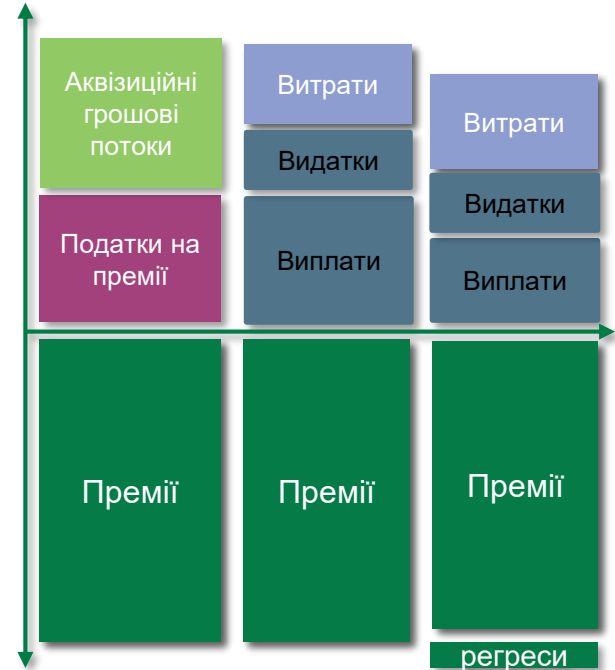 Аквізиційні
грошові
потоки
Податки на
премії
Премії
Витрати
Видатки
Виплати
Премії
Витрати
Видатки
Виплати
Премії
регреси